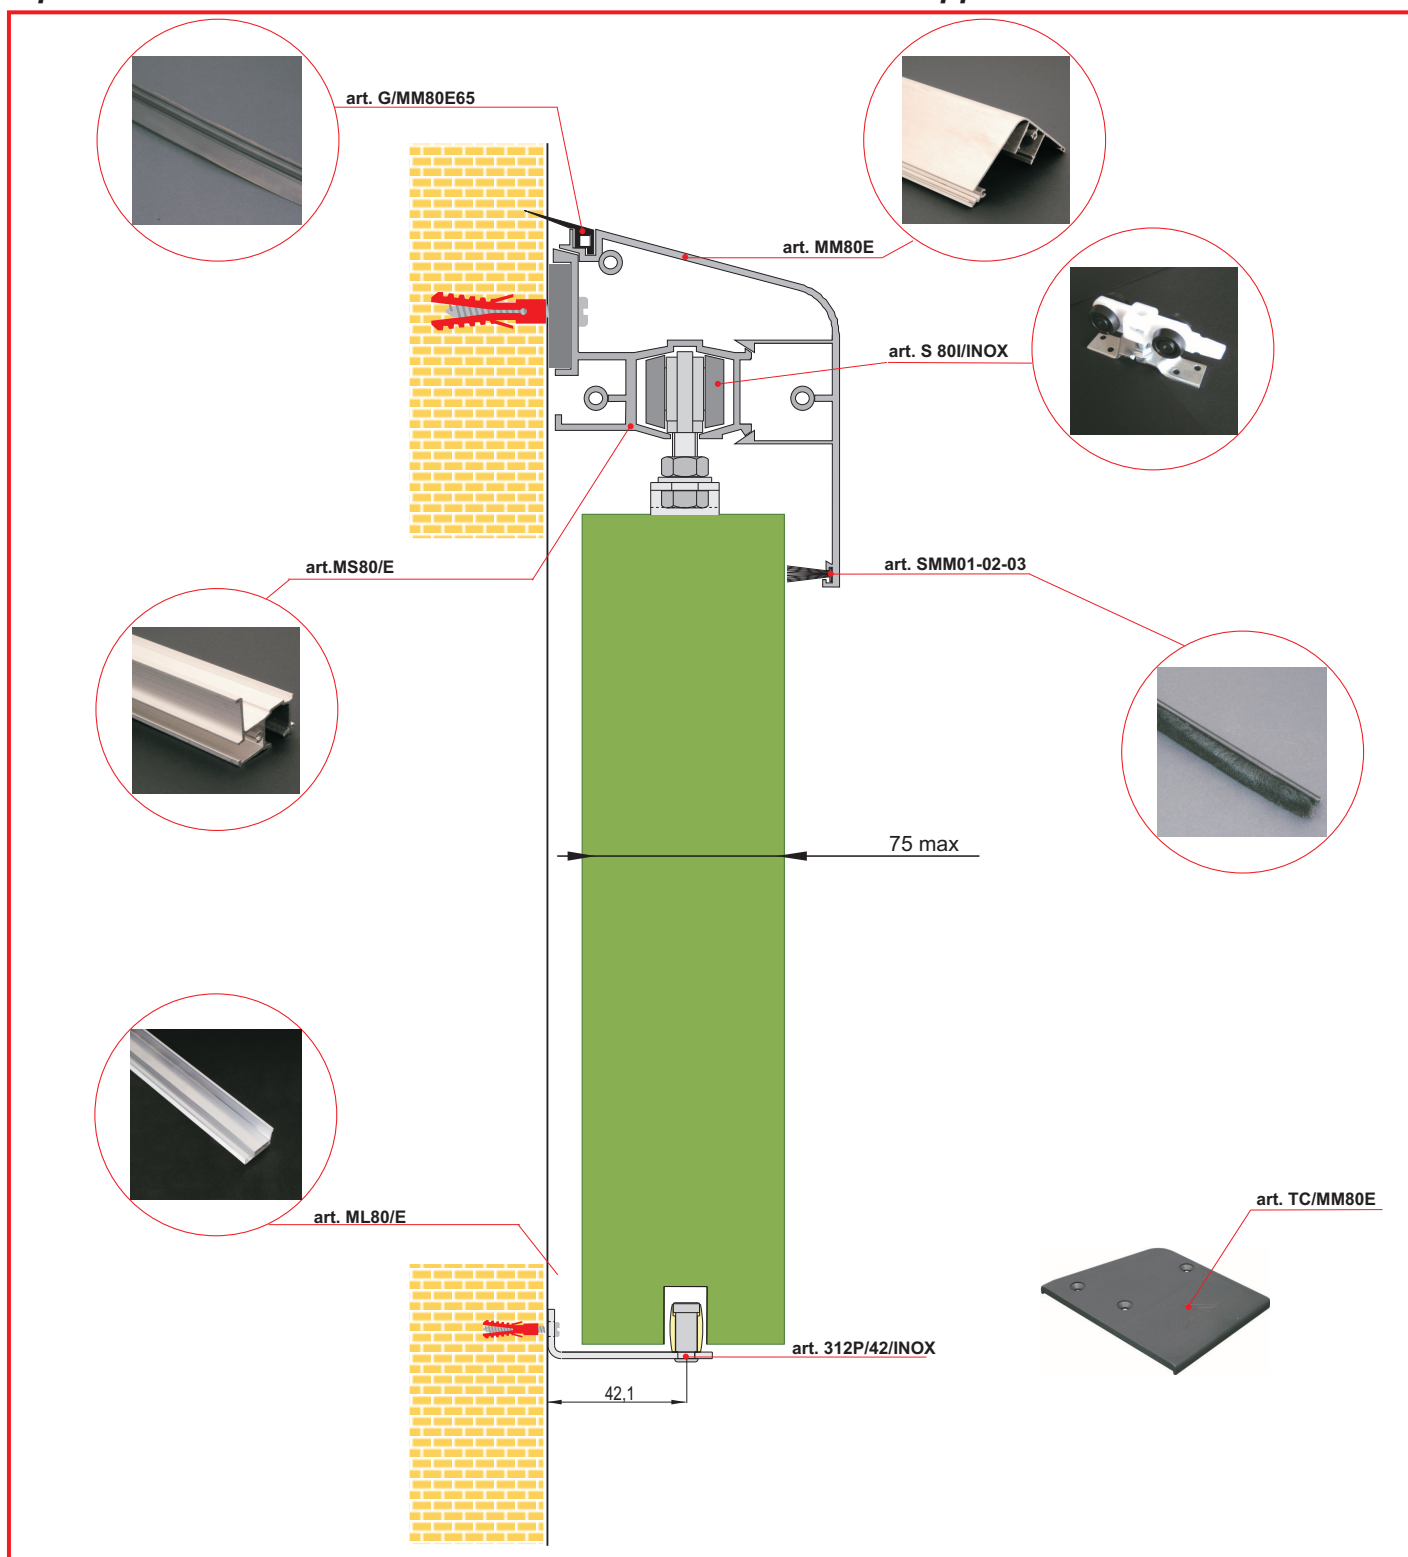 art. G/MM80E65
art. MM80E
art. S 80I/INOX
art.MS80/E
art. SMM01-02-03
75 max
art. ML80/E
art. TC/MM80E
art. 312P/42/INOX
42,1